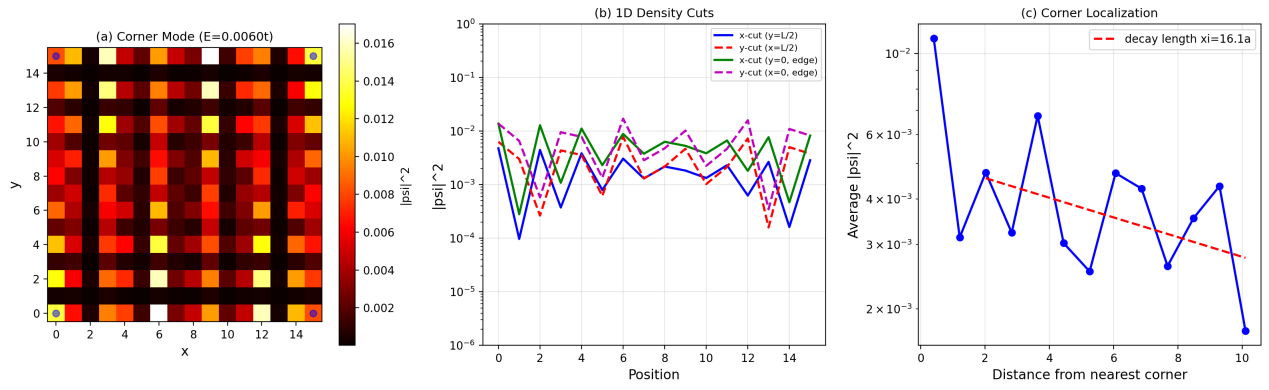 (a) Corner Mode (E=0.0060t)
y
14
12
10
8
6
4
2
0
0 2 4 6 8 10 12 14
x
0.016
0.014
0.012
0.010
0.008
0.006
0.004
0.002
|psi|^2
(b) 1D Density Cuts
|psi|^2
10⁰
10⁻¹
10⁻²
10⁻³
10⁻⁴
10⁻⁵
10⁻⁶
x-cut (y=L/2)
y-cut (x=L/2)
x-cut (y=0, edge)
y-cut (x=0, edge)
0 2 4 6 8 10 12 14
Position
(c) Corner Localization
Average |psi|^2
10⁻²
6 × 10⁻³
4 × 10⁻³
3 × 10⁻³
2 × 10⁻³
decay length xi=16.1a
0 2 4 6 8 10
Distance from nearest corner